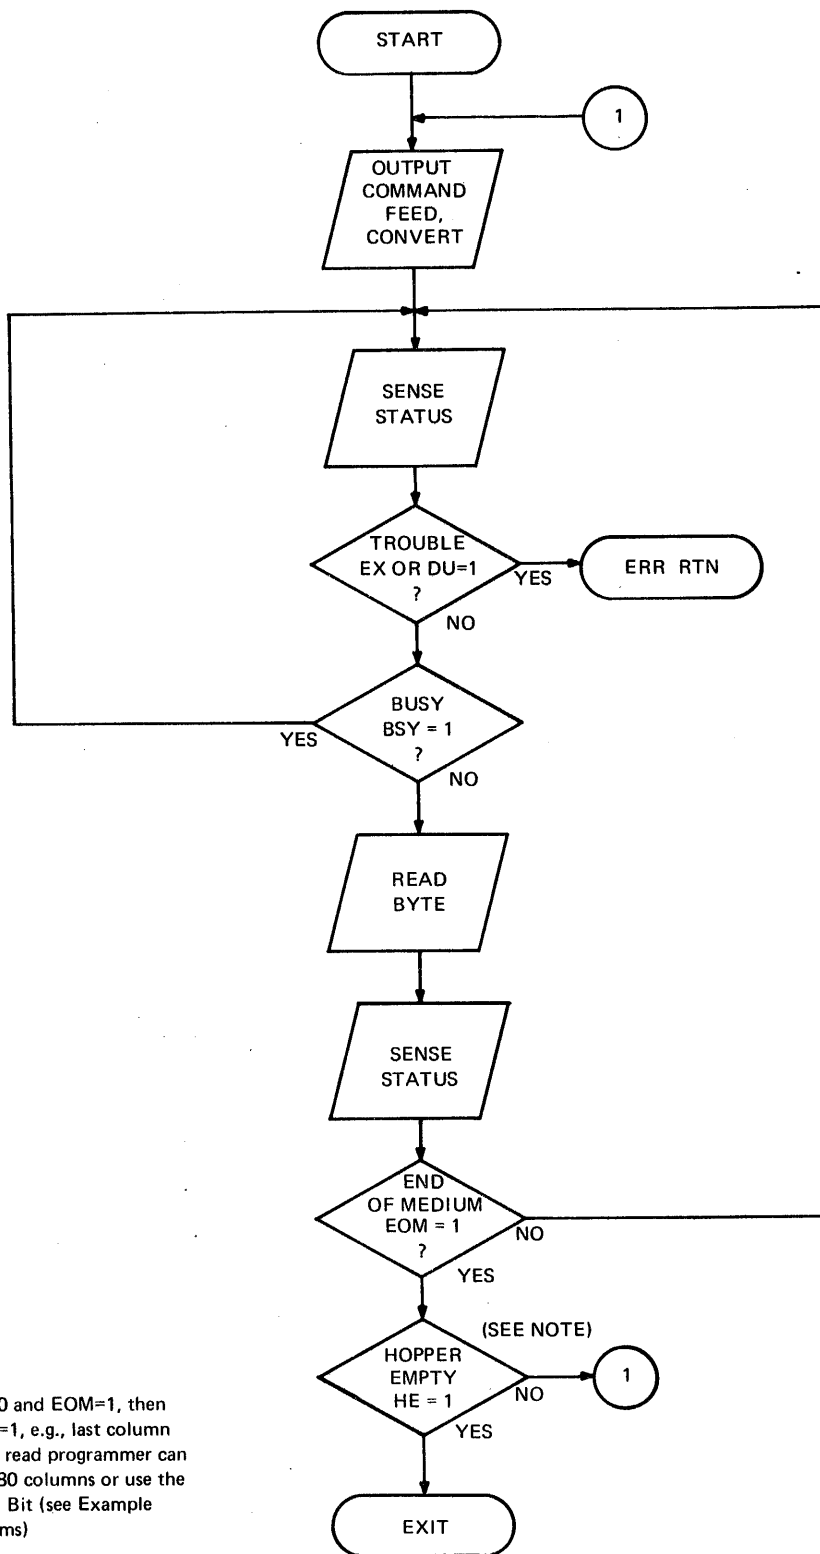 START
1
OUTPUT
COMMAND
FEED,
CONVERT
SENSE
STATUS
TROUBLE
EX OR DU=1
?
YES
ERR RTN
NO
BUSY
BSY = 1
?
YES
NO
READ
BYTE
SENSE
STATUS
END
OF MEDIUM
EOM = 1
?
NO
YES
(SEE NOTE)
HOPPER
EMPTY
HE = 1
NO
1
YES
0 and EOM=1, then
=1, e.g., last column
read programmer can
80 columns or use the
Bit (see Example
ms)
EXIT